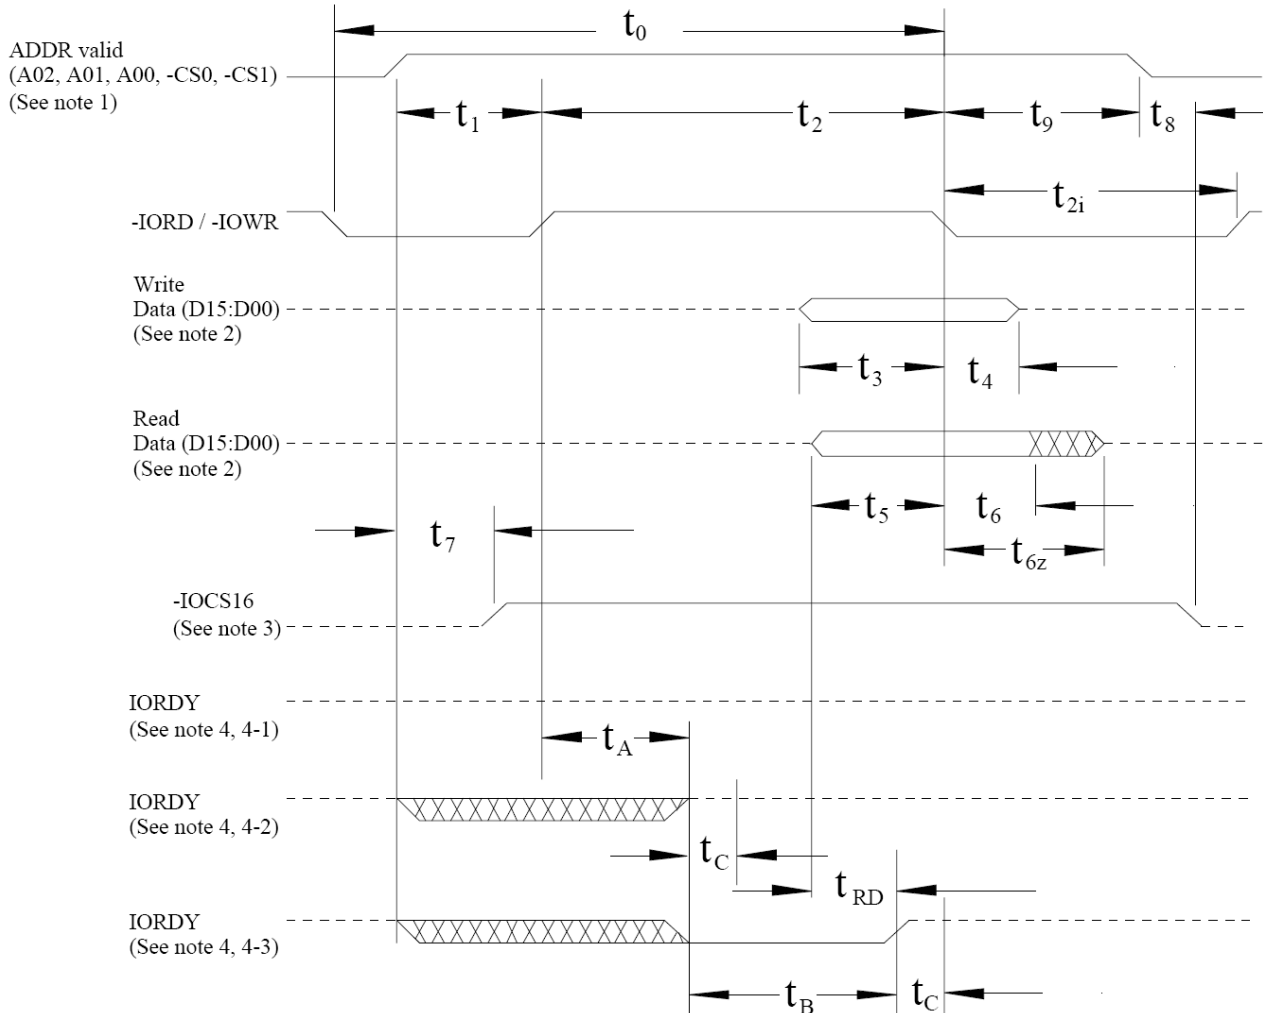 t0
ADDR valid
(A02, A01, A00, -CS0, -CS1)
(See note 1)
t1
t2
t9
t8
t2i
-IORD / -IOWR
Write
Data (D15:D00)
(See note 2)
t3
t4
Read
Data (D15:D00)
(See note 2)
t5
t6
t7
t6z
-IOCS16
(See note 3)
IORDY
(See note 4, 4-1)
tA
IORDY
(See note 4, 4-2)
tC
tRD
IORDY
(See note 4, 4-3)
tB
tC